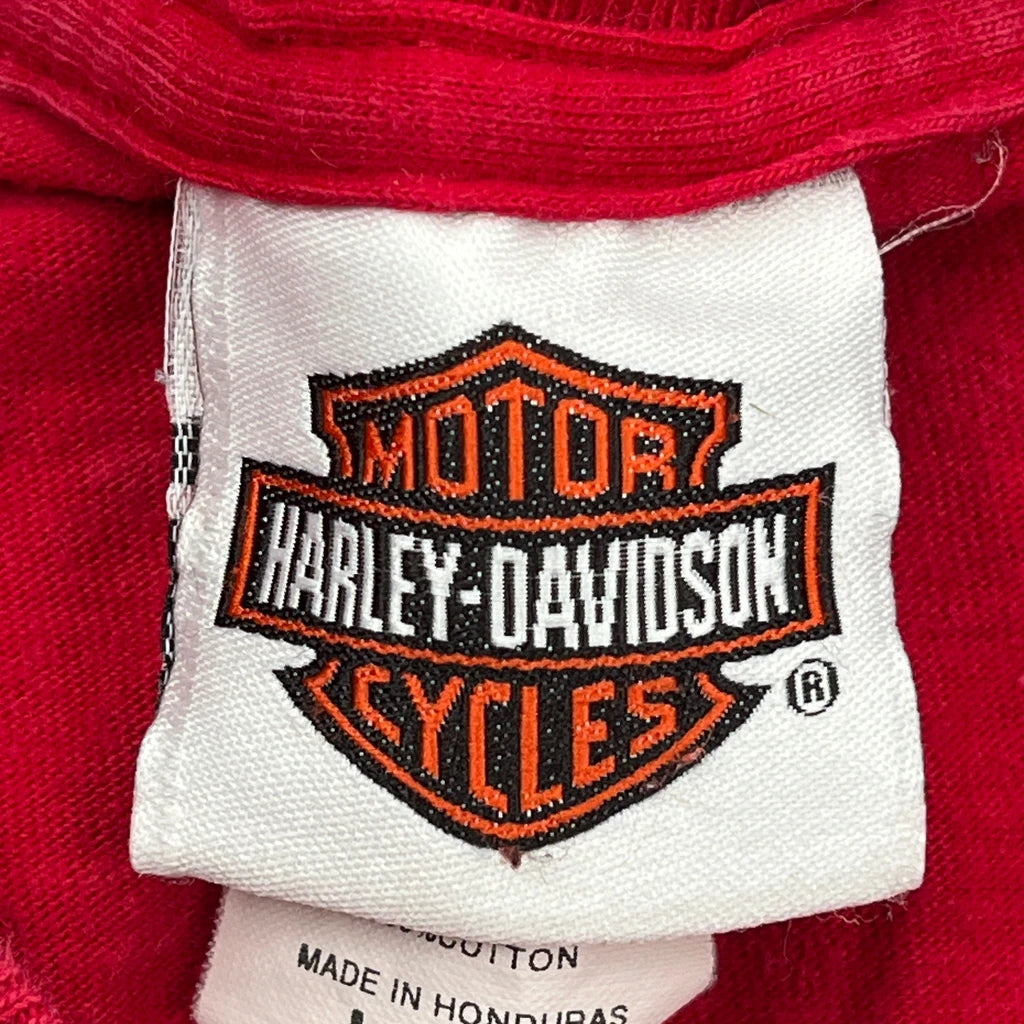 MOTOR
HARLEY-DAVIDSON
CYCLES
®
%COTTON
MADE IN HONDURAS